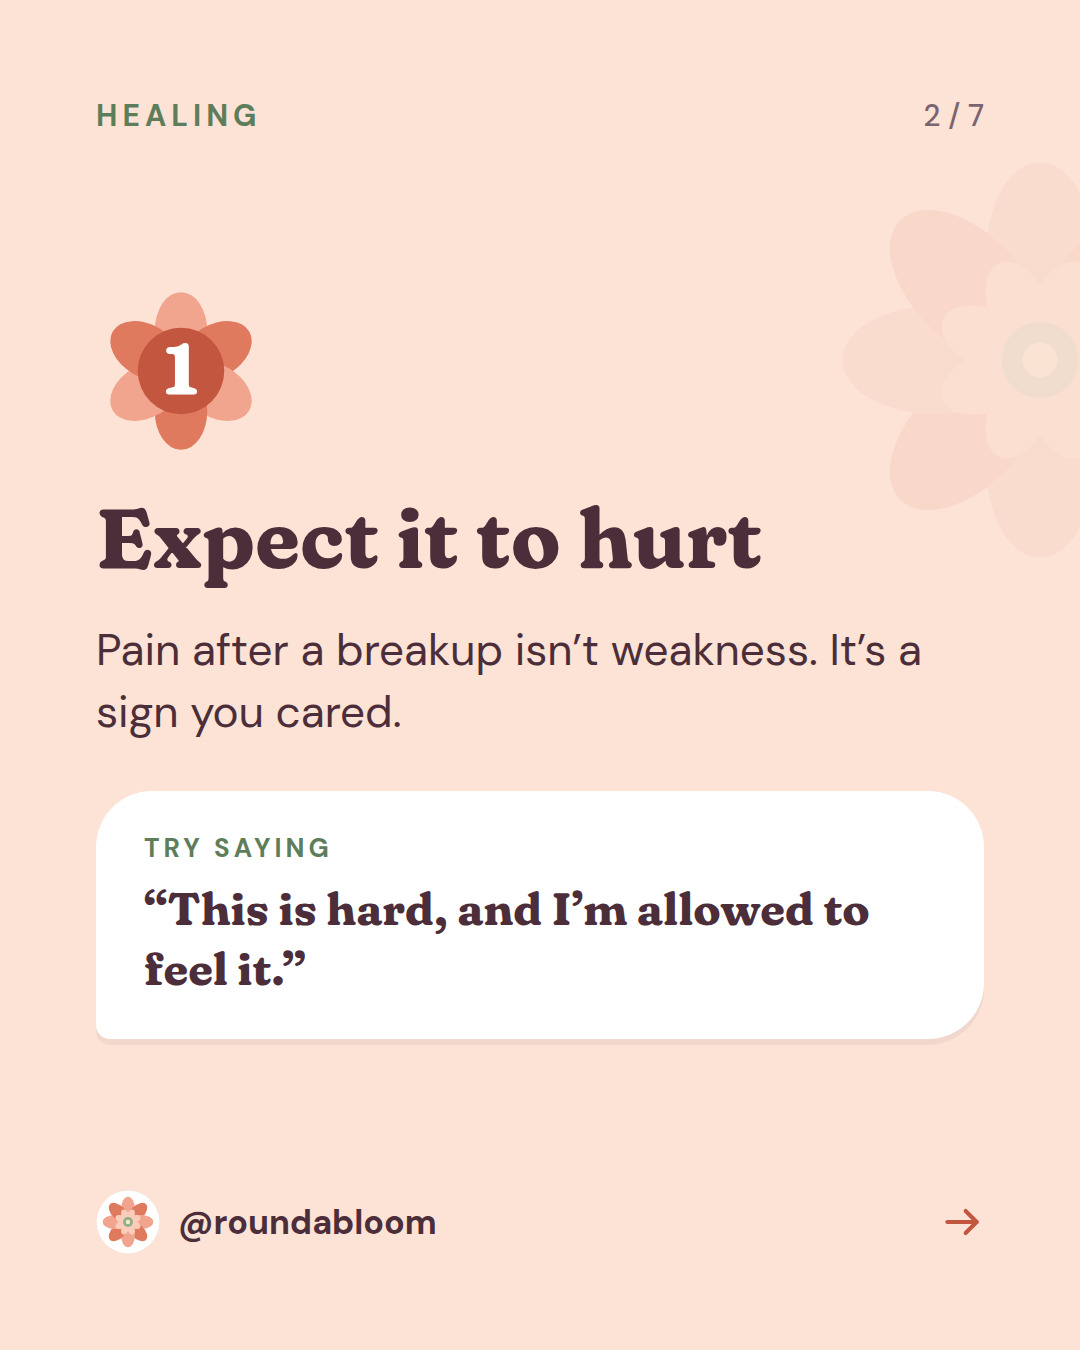 HEALING
2 / 7
1
Expect it to hurt
Pain after a breakup isn’t weakness. It’s a
sign you cared.
TRY SAYING
“This is hard, and I’m allowed to
feel it.”
@roundabloom